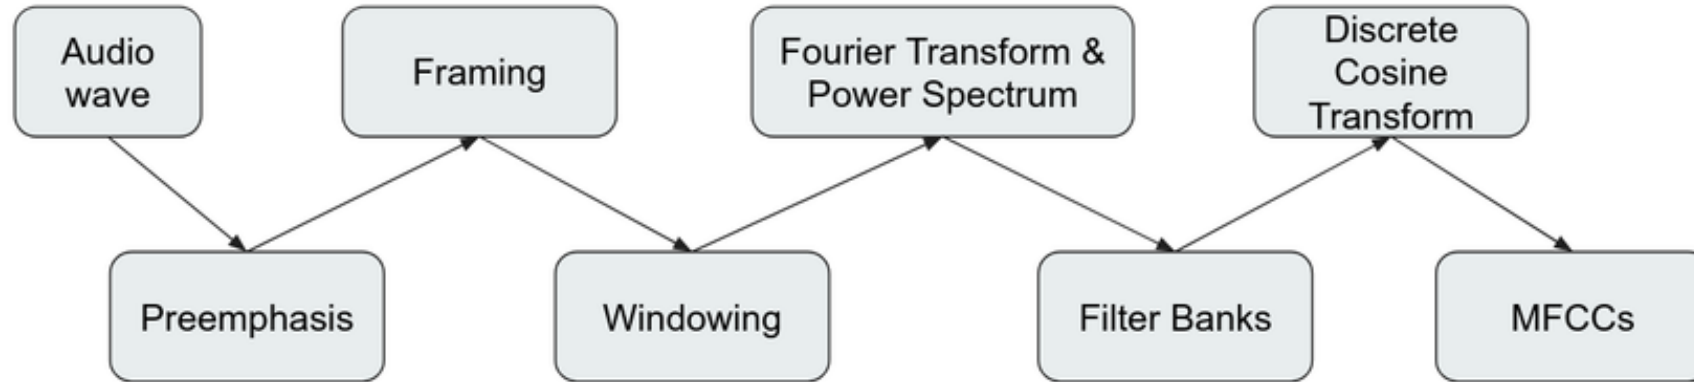 Audio
wave
Preemphasis
Framing
Windowing
Fourier Transform &
Power Spectrum
Filter Banks
Discrete
Cosine
Transform
MFCCs